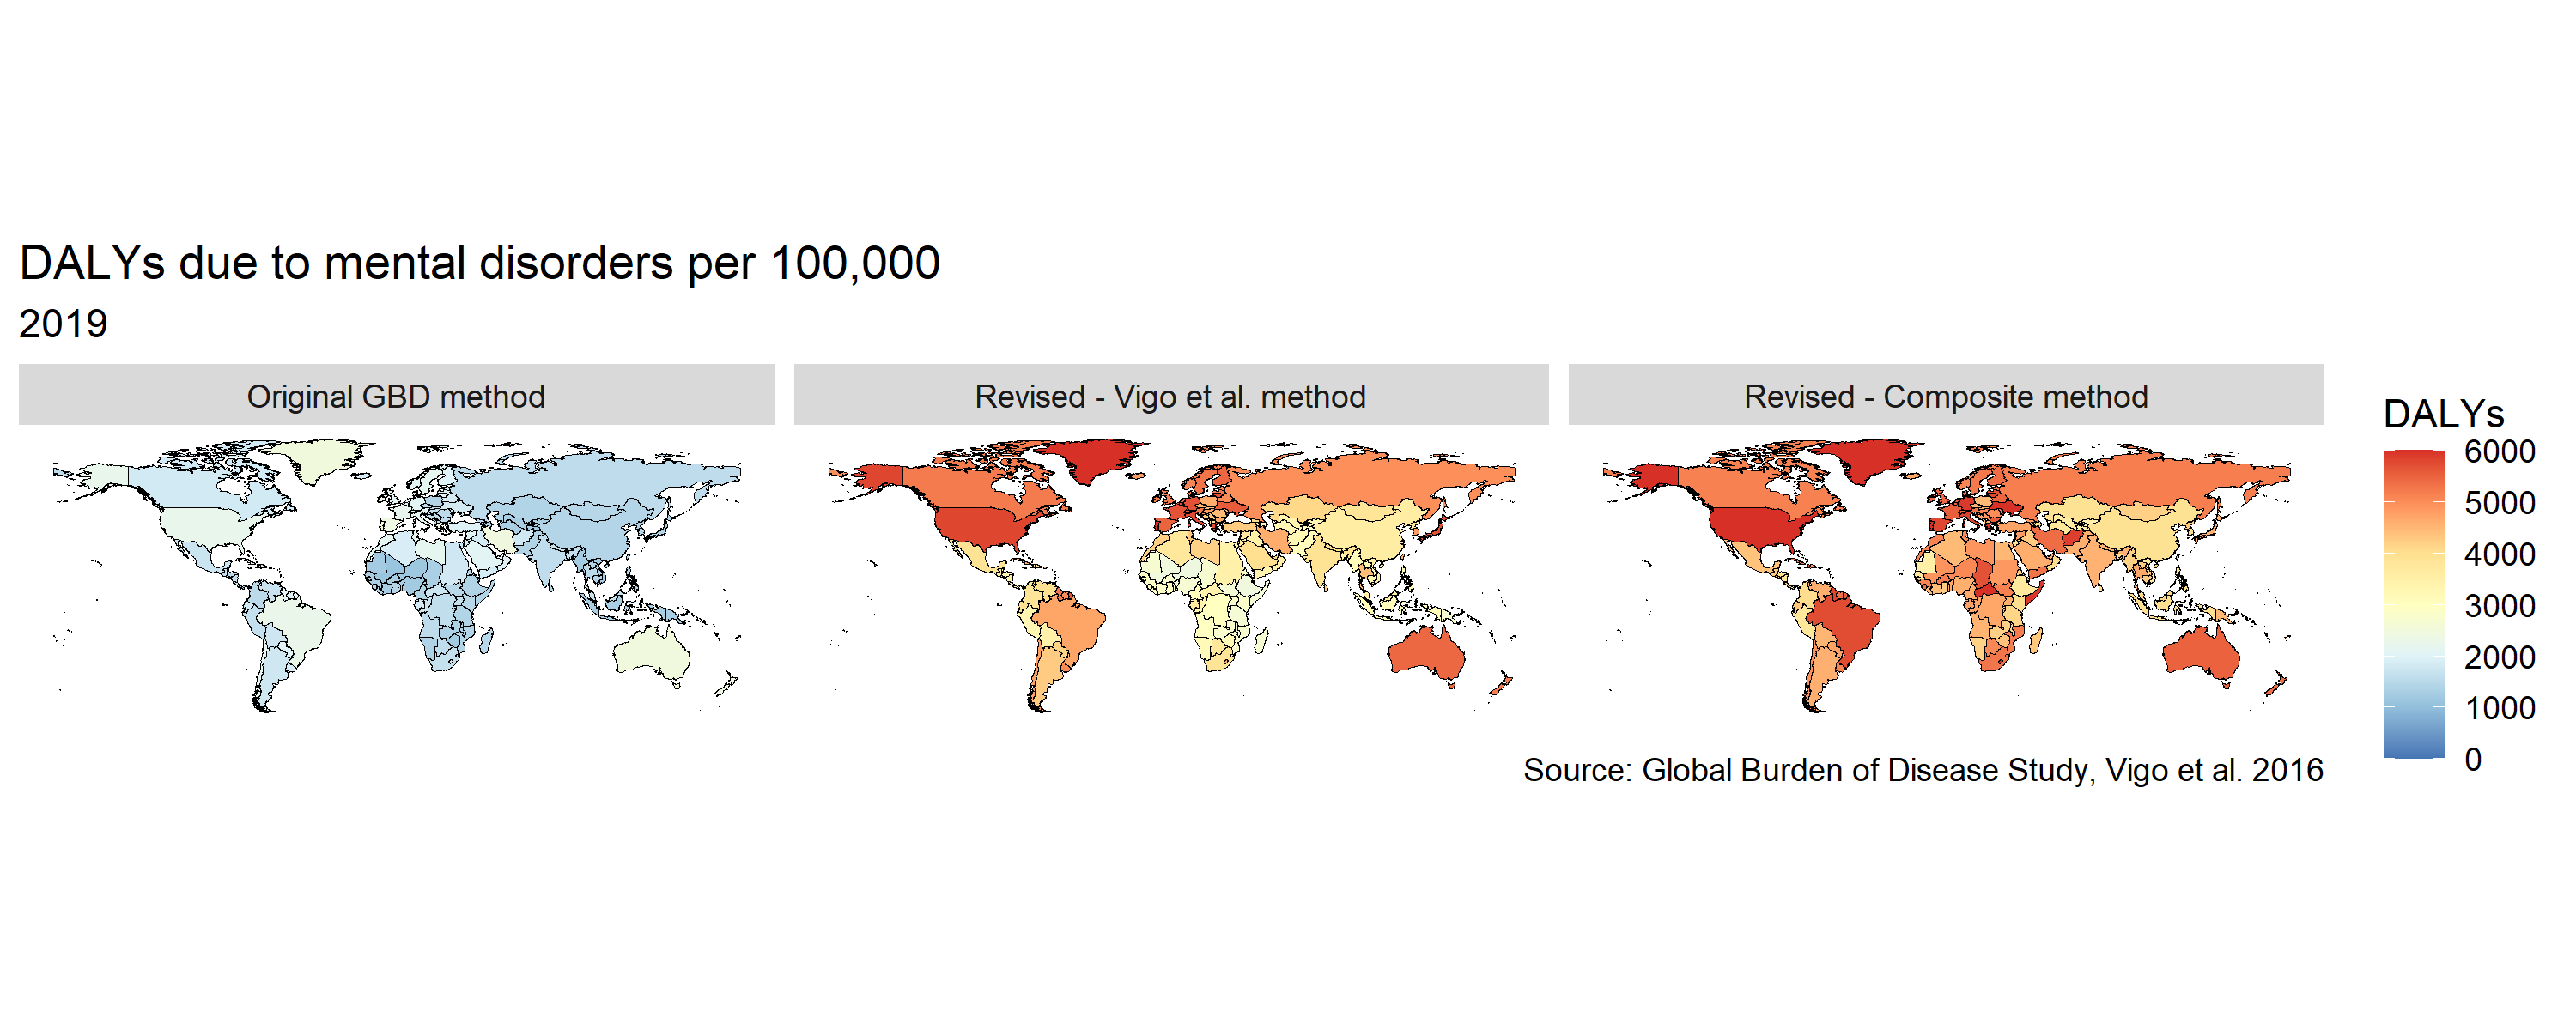 DALYs due to mental disorders per 100,000
2019
Original GBD method
Revised - Vigo et al. method
Revised - Composite method
DALYs
6000
5000
4000
3000
2000
1000
0
Source: Global Burden of Disease Study, Vigo et al. 2016